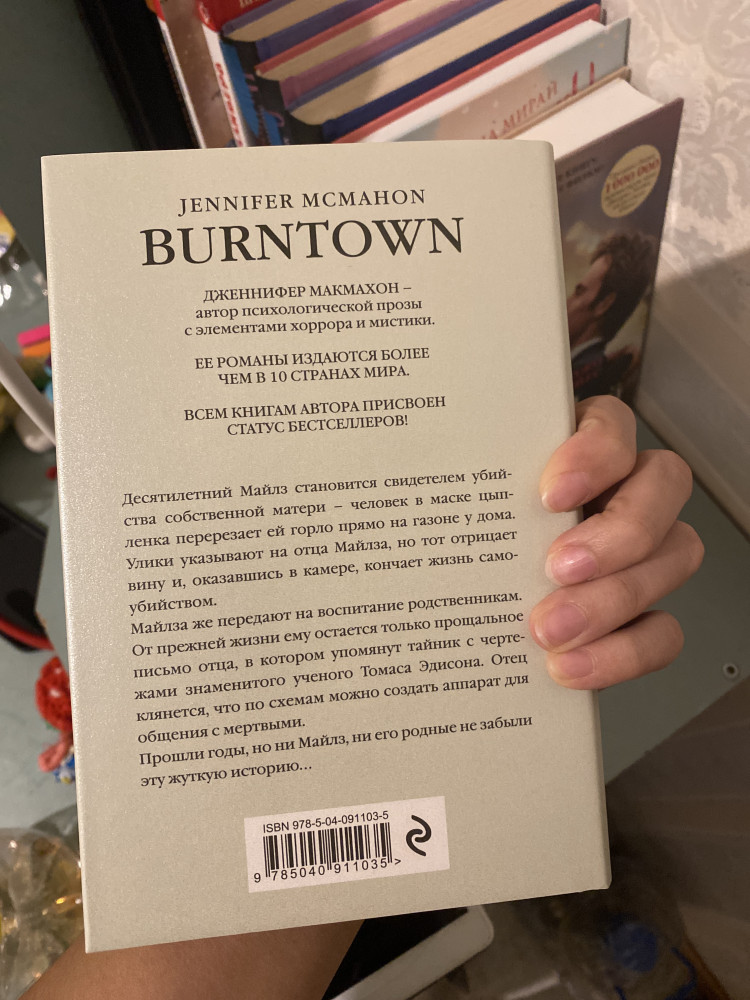 НА МИРАЙ
1 000 000
JENNIFER MCMAHON
BURNTOWN
ДЖЕННИФЕР МАКМАХОН –
автор психологической прозы
с элементами хоррора и мистики.
ЕЕ РОМАНЫ ИЗДАЮТСЯ БОЛЕЕ
ЧЕМ В 10 СТРАНАХ МИРА.
ВСЕМ КНИГАМ АВТОРА ПРИСВОЕН
СТАТУС БЕСТСЕЛЛЕРОВ!
Десятилетний Майлз становится свидетелем убий-
ства собственной матери – человек в маске цып-
ленка перерезает ей горло прямо на газоне у дома.
Улики указывают на отца Майлза, но тот отрицает
вину и, оказавшись в камере, кончает жизнь само-
убийством.
Майлза же передают на воспитание родственникам.
От прежней жизни ему остается только прощальное
письмо отца, в котором упомянут тайник с черте-
жами знаменитого ученого Томаса Эдисона. Отец
клянется, что по схемам можно создать аппарат для
общения с мертвыми.
Прошли годы, но ни Майлз, ни его родные не забыли
эту жуткую историю...
ISBN 978-5-04-091103-5
9 785040 911035 >